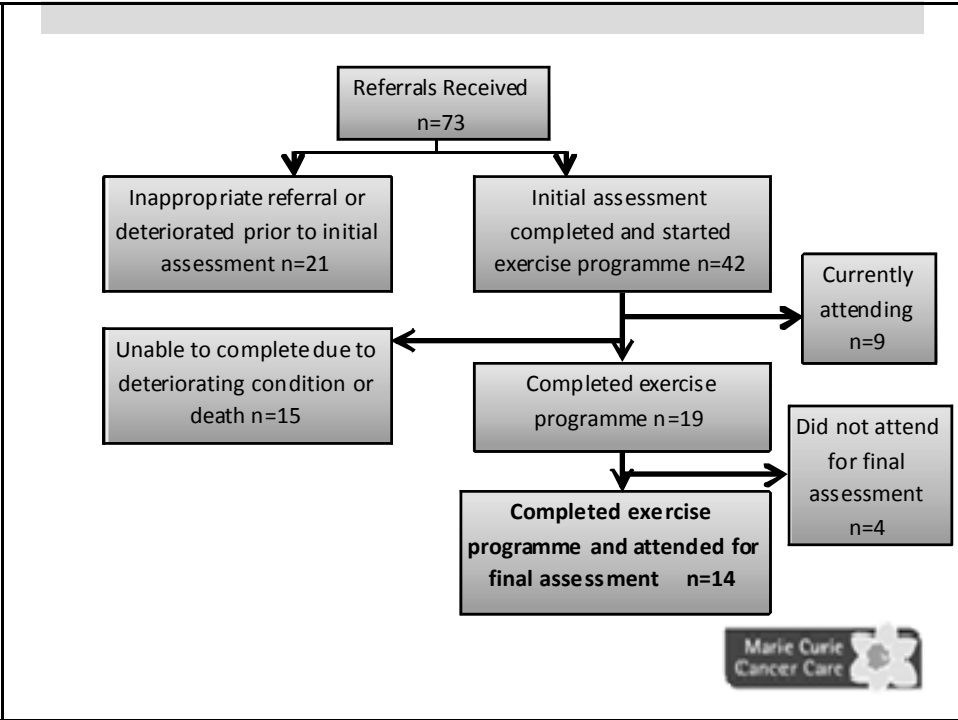 Referrals Received
n=73
Inappropriate referral or
deteriorated prior to initial
assessment n=21
Initial assessment
completed and started
exercise programme n=42
Currently
attending
n=9
Unable to complete due to
deteriorating condition or
death n=15
Completed exercise
programme n=19
Did not attend
for final
assessment
n=4
Completed exercise
programme and attended for
final assessment n=14
Marie Curie
Cancer Care